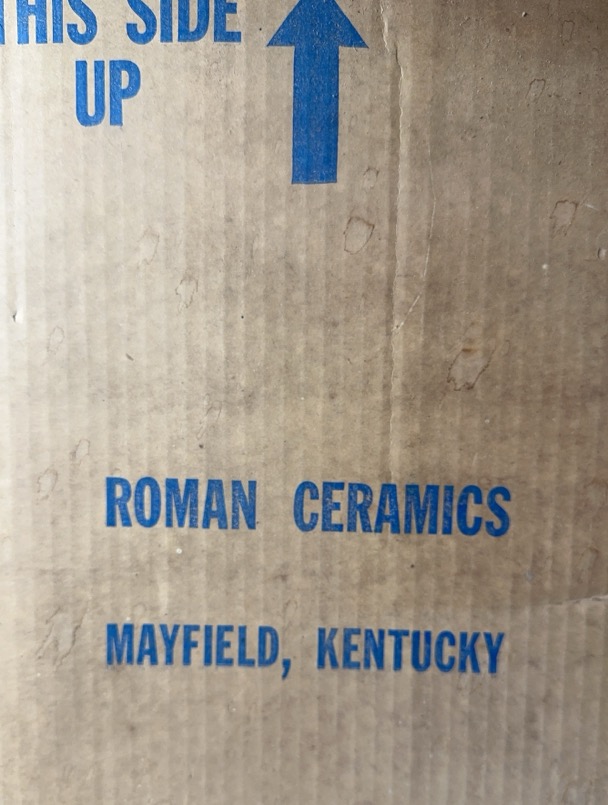 THIS SIDE
UP
ROMAN CERAMICS
MAYFIELD, KENTUCKY